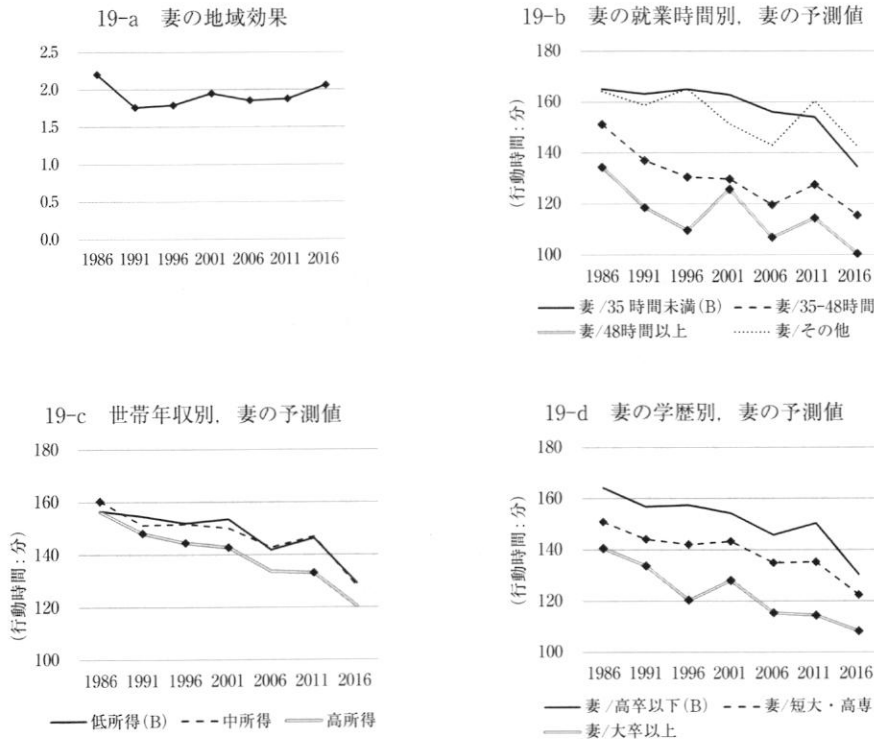 19-a 妻の地域効果
2.5
2.0
1.5
1.0
0.5
0.0
1986 1991 1996 2001 2006 2011 2016
19-b 妻の就業時間別，妻の予測値
(行動時間:分)
180
160
140
120
100
1986 1991 1996 2001 2006 2011 2016
妻/35時間未満(B) 妻/35-48時間
妻/48時間以上 妻/その他
19-c 世帯年収別，妻の予測値
(行動時間:分)
180
160
140
120
100
1986 1991 1996 2001 2006 2011 2016
低所得(B) 中所得 高所得
19-d 妻の学歴別，妻の予測値
(行動時間:分)
180
160
140
120
100
1986 1991 1996 2001 2006 2011 2016
妻/高卒以下(B) 妻/短大・高専
妻/大卒以上